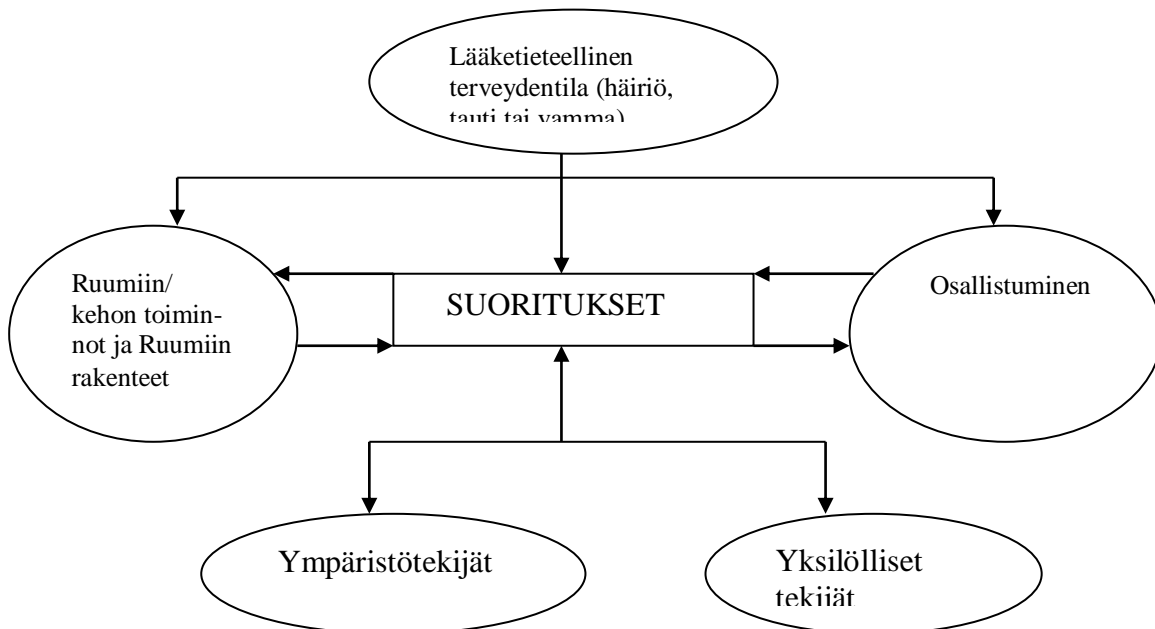 Lääketieteellinen
terveydentila (häiriö,
tauti tai vamma)
Ruumiin/
kehon toimin-
not ja Ruumiin
rakenteet
SUORITUKSET
Osallistuminen
Ympäristötekijät
Yksilölliset
tekijät